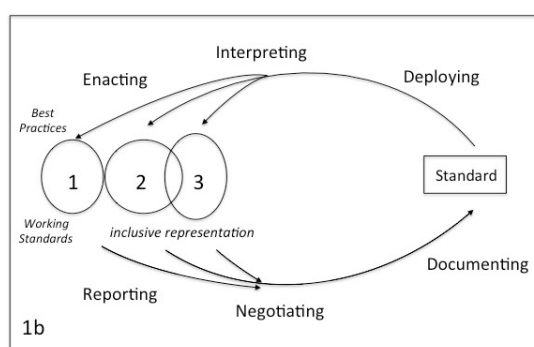 Interpreting
Enacting
Deploying
Best
Practices
1
2
3
Standard
Working
Standards
inclusive representation
Documenting
Reporting
Negotiating
1b